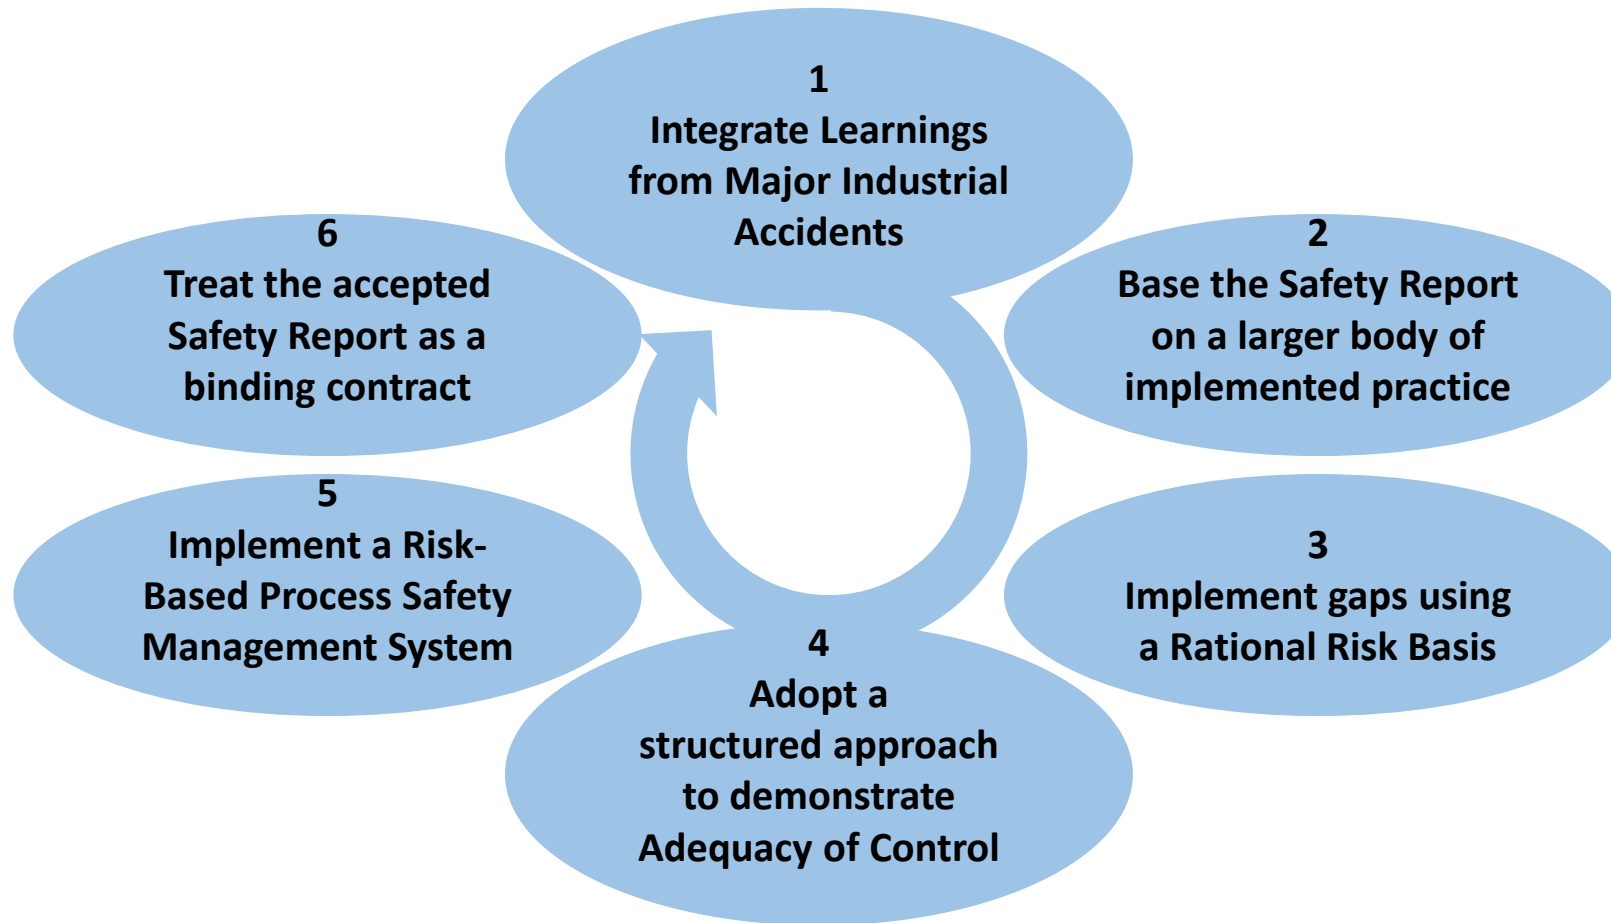 1
Integrate Learnings
from Major Industrial
Accidents
2
Base the Safety Report
on a larger body of
implemented practice
3
Implement gaps using
a Rational Risk Basis
4
Adopt a
structured approach
to demonstrate
Adequacy of Control
5
Implement a Risk-
Based Process Safety
Management System
6
Treat the accepted
Safety Report as a
binding contract